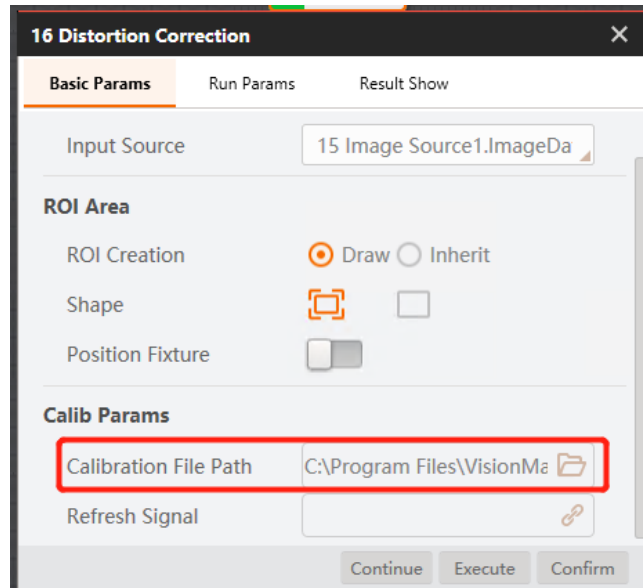 16 Distortion Correction
Basic Params Run Params Result Show
Input Source 15 Image Source1.ImageDa
ROI Area
ROI Creation Draw Inherit
Shape
Position Fixture
Calib Params
Calibration File Path C:\Program Files\VisionMa
Refresh Signal
Continue Execute Confirm